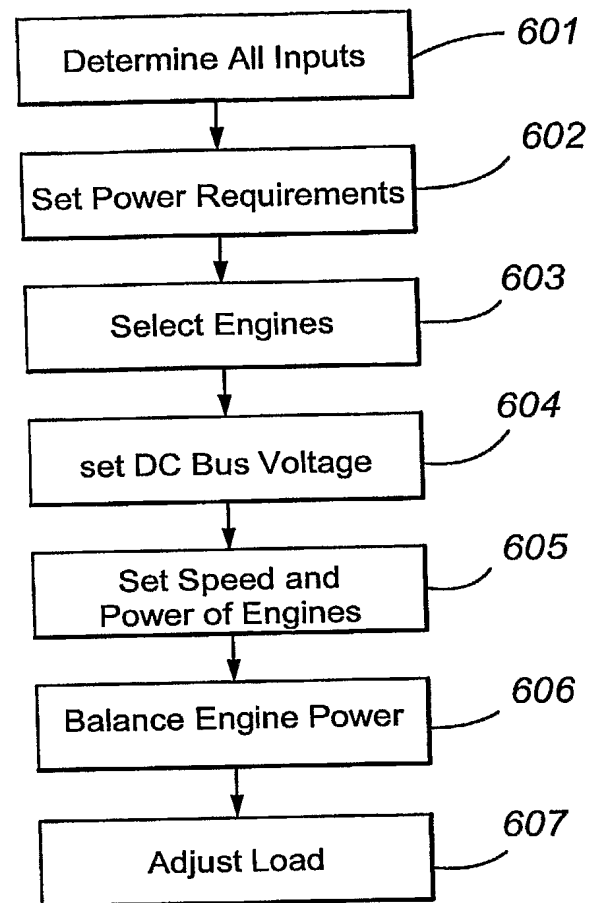 Determine All Inputs
601
Set Power Requirements
602
Select Engines
603
set DC Bus Voltage
604
Set Speed and
Power of Engines
605
Balance Engine Power
606
Adjust Load
607